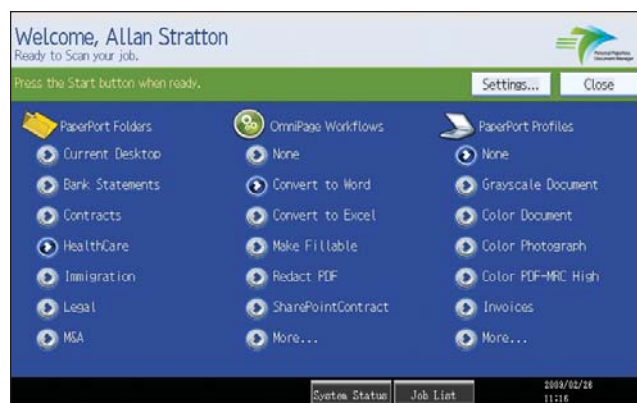 Welcome, Allan Stratton
Ready to Scan your job.
Press the Start button when ready.
Settings... Close
PaperPort Folders
Current Desktop
Bank Statements
Contracts
HealthCare
Immigration
Legal
M&A
OmniPage Workflows
None
Convert to Word
Convert to Excel
Make Fillable
Redact PDF
SharePointContract
More...
PaperPort Profiles
None
Grayscale Document
Color Document
Color Photograph
Color PDF-MRC High
Invoices
More...
System Status Job List
2009/02/26
11:16